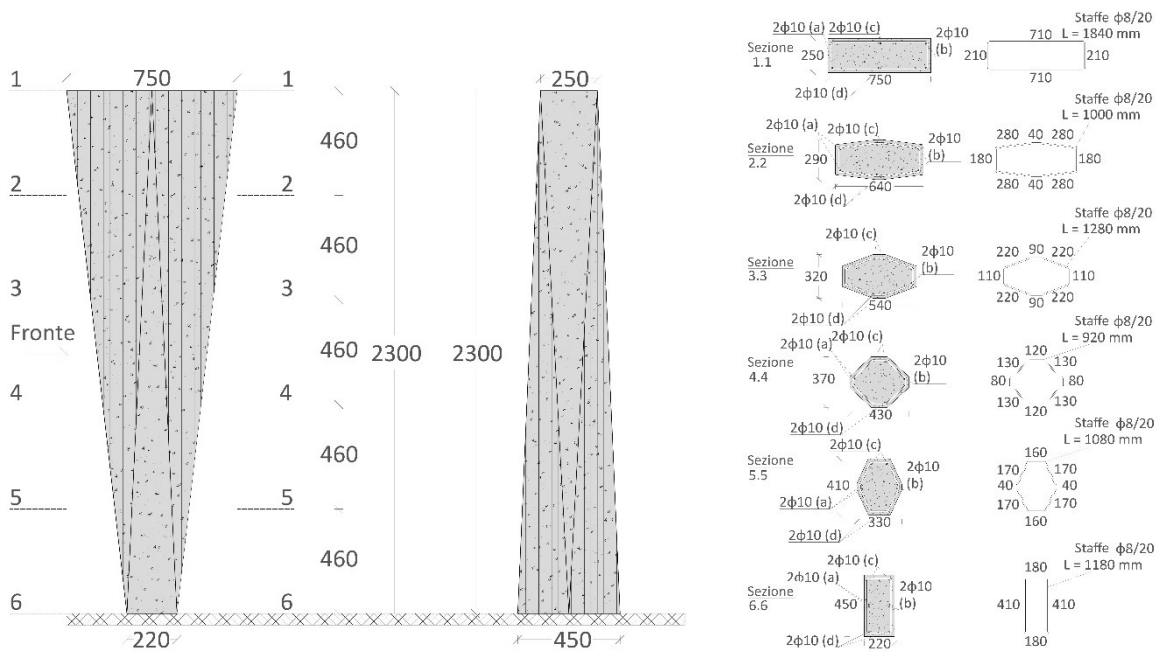 1 750 1 250
460
2 2
460
3 3
Fronte
460 2300 2300
4 4
460
5 5
460
6 6
220 450
Staffe ϕ8/20
L = 1840 mm
2ϕ10 (a) 2ϕ10 (c) 2ϕ10
(b)
710
Sezione
1.1
250 210 210
750 710
2ϕ10 (d)
Staffe ϕ8/20
L = 1000 mm
2ϕ10 (a) 2ϕ10 (c) 2ϕ10
(b)
280 40 280
Sezione
2.2
290 180 180
640 280 40 280
2ϕ10 (d)
Staffe ϕ8/20
L = 1280 mm
2ϕ10 (c) 2ϕ10
(b)
220 90 220
Sezione
3.3
320 110 110
540 220 90 220
2ϕ10 (d)
Staffe ϕ8/20
L = 920 mm
2ϕ10 (c)
2ϕ10 (a) 2ϕ10
(b)
120
130 130
Sezione
4.4
370 80 80
130 130
430 120
2ϕ10 (d)
Staffe ϕ8/20
L = 1080 mm
2ϕ10 (c) 2ϕ10
(b)
160
170 170
Sezione
5.5
410 40 40
2ϕ10 (a) 170 170
330 160
2ϕ10 (d)
Staffe ϕ8/20
L = 1180 mm
2ϕ10 (c)
2ϕ10 (a) 2ϕ10
(b)
180
Sezione
6.6
450 410 410
2ϕ10 (d) 220 180